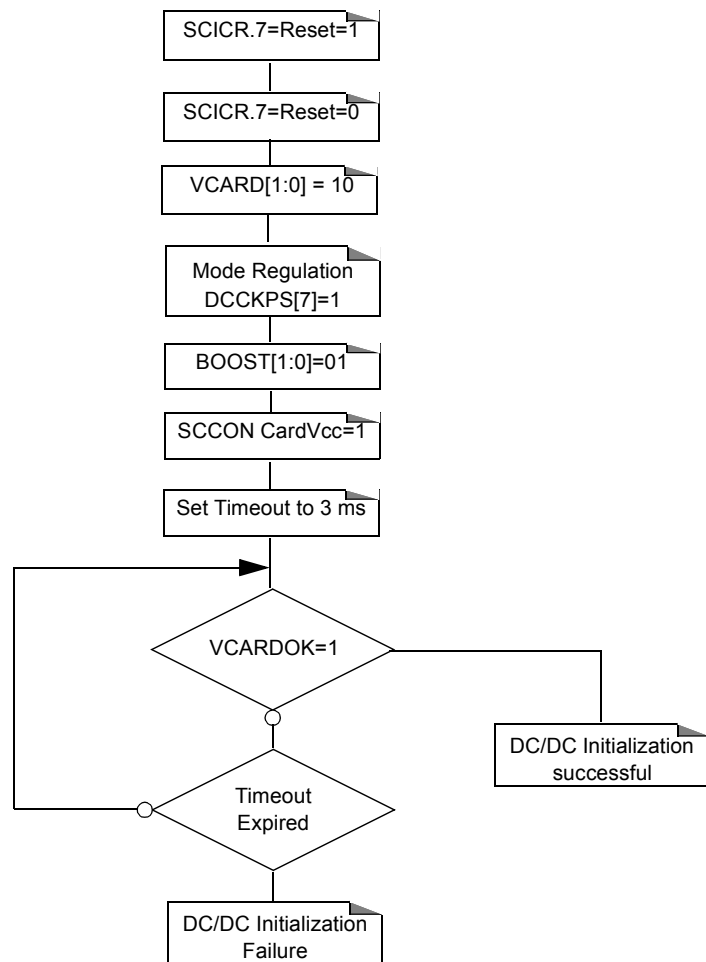 SCICR.7=Reset=1
SCICR.7=Reset=0
VCARD[1:0] = 10
Mode Regulation
DCCKPS[7]=1
BOOST[1:0]=01
SCCON CardVcc=1
Set Timeout to 3 ms
VCARDOK=1
DC/DC Initialization
successful
Timeout
Expired
DC/DC Initialization
Failure